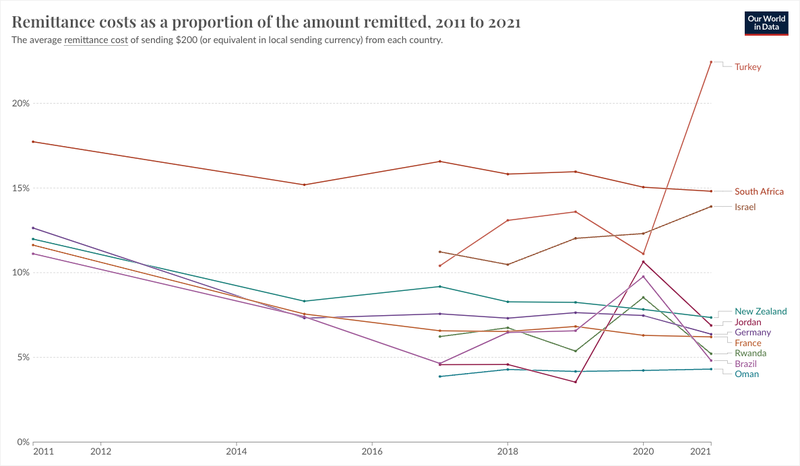 Remittance costs as a proportion of the amount remitted, 2011 to 2021
The average remittance cost of sending $200 (or equivalent in local sending currency) from each country.
Our World
in Data
Turkey
20%
15%
South Africa
Israel
10%
New Zealand
Jordan
Germany
France
5%
Rwanda
Brazil
Oman
0%
2011
2012
2014
2016
2018
2020
2021